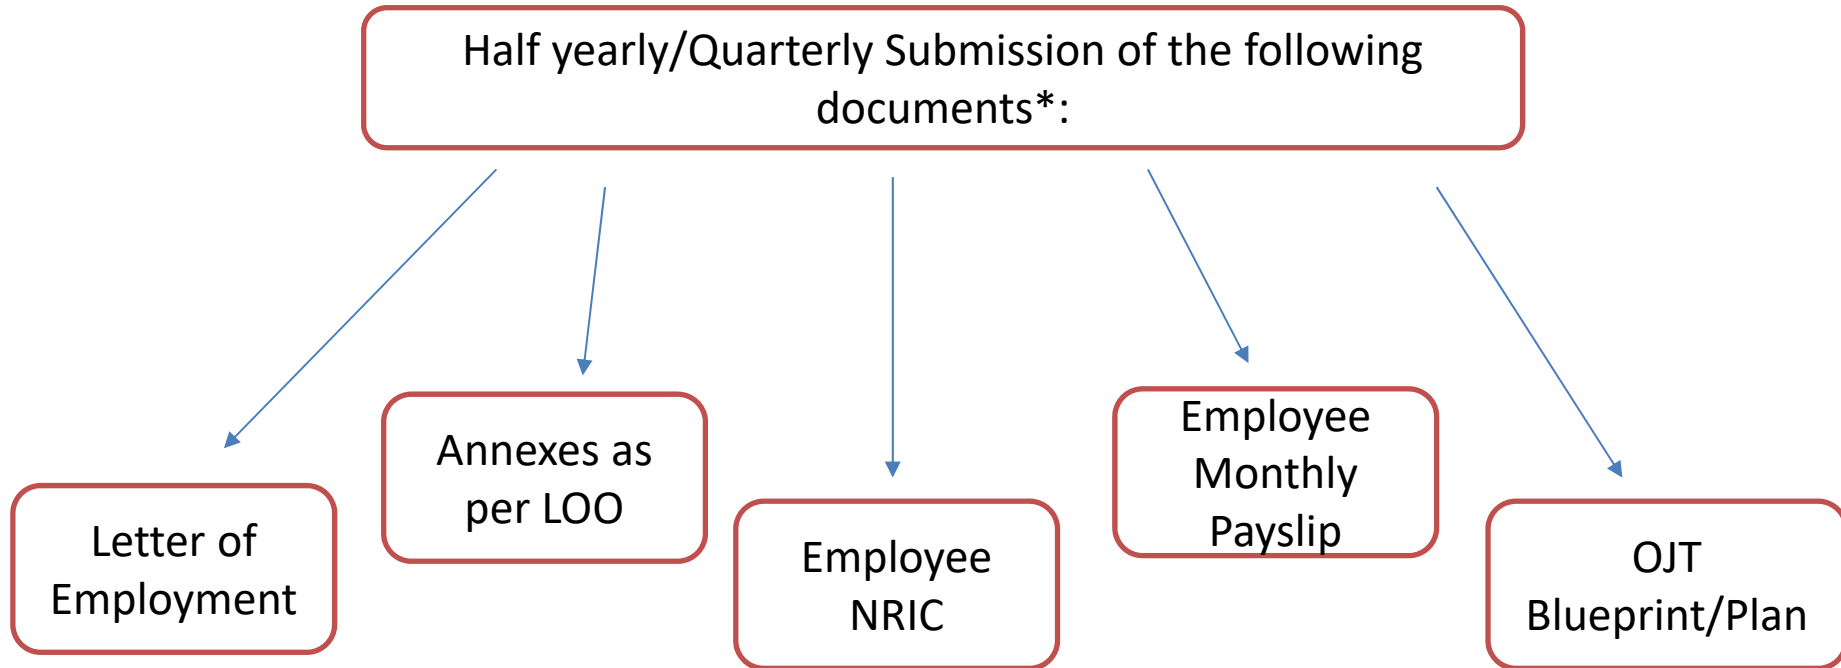 Half yearly/Quarterly Submission of the following
documents*:
Letter of
Employment
Annexes as
per LOO
Employee
NRIC
Employee
Monthly
Payslip
OJT
Blueprint/Plan